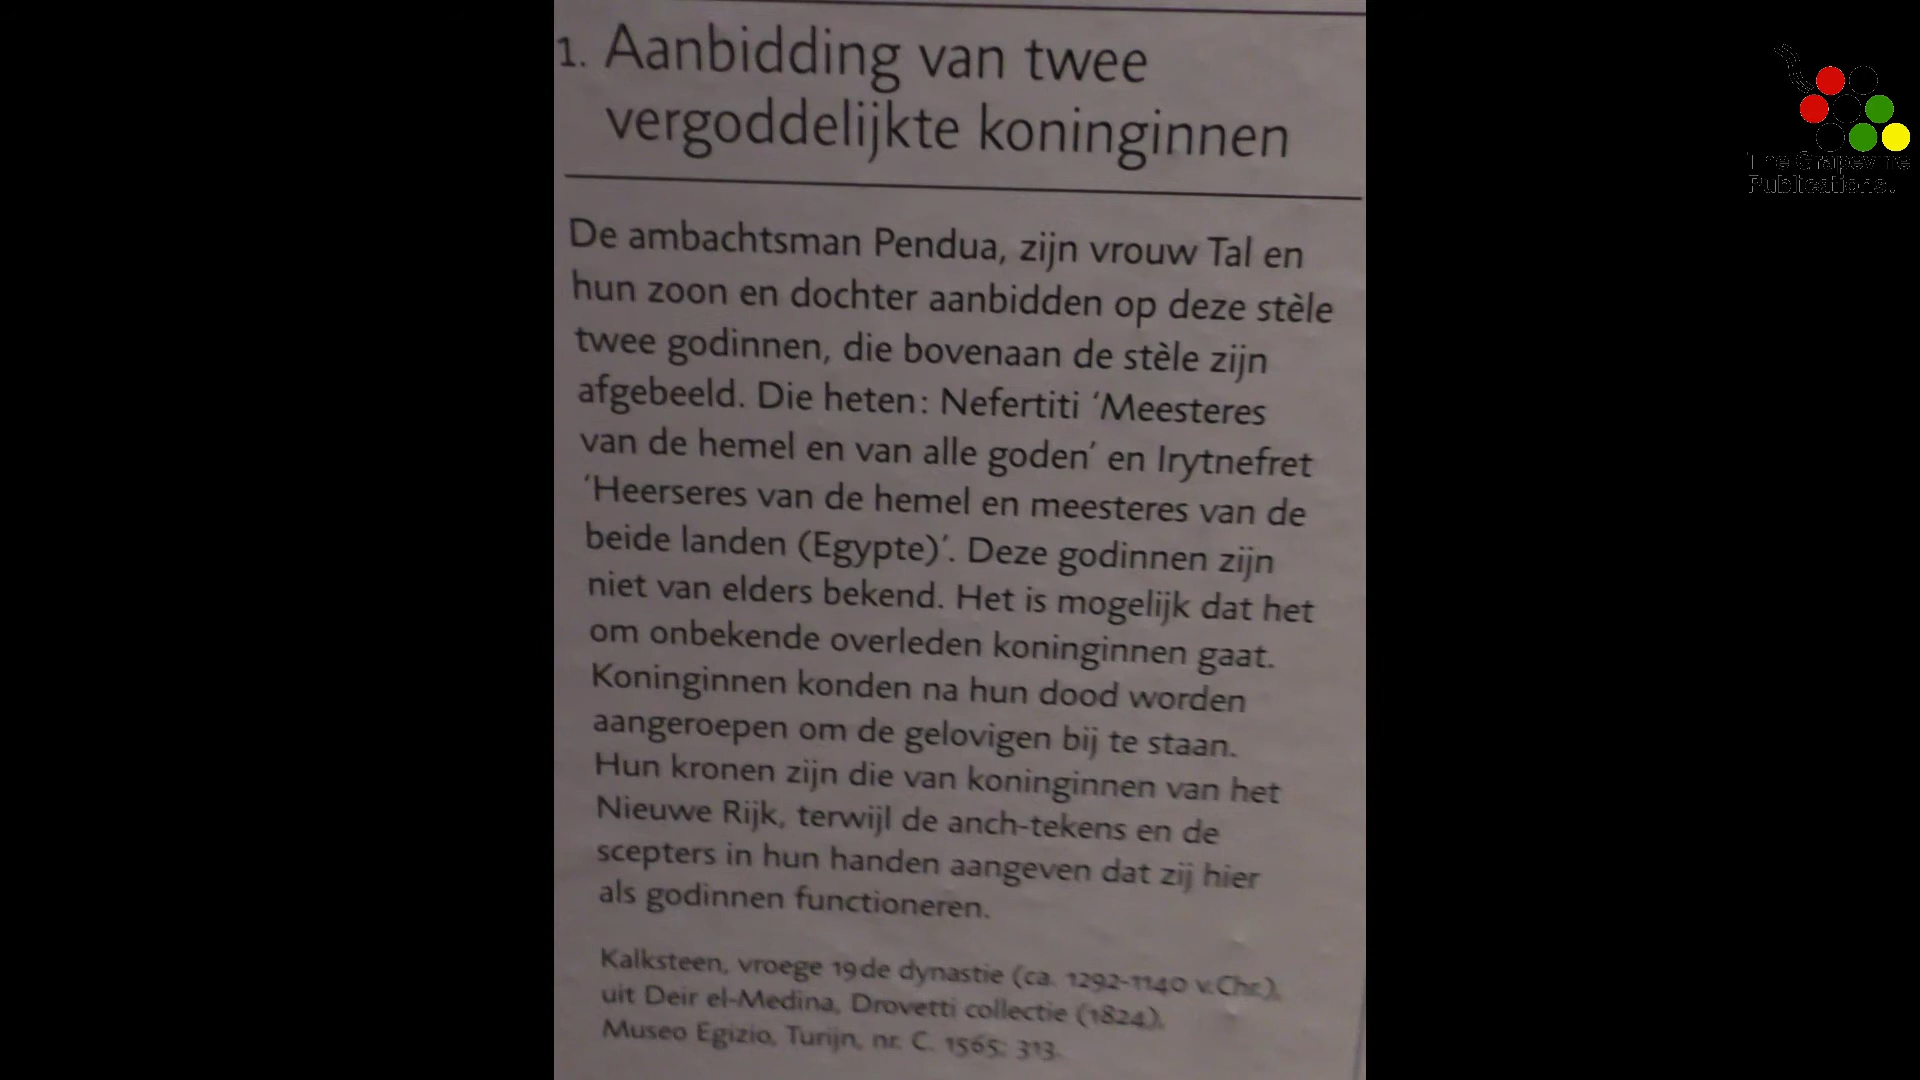 1. Aanbidding van twee
vergoddelijkte koninginnen
De ambachtsman Pendua, zijn vrouw Tal en
hun zoon en dochter aanbidden op deze stèle
twee godinnen, die bovenaan de stèle zijn
afgebeeld. Die heten: Nefertiti ‘Meesteres
van de hemel en van alle goden’ en Irytnefret
‘Heerseres van de hemel en meesteres van de
beide landen (Egypte)’. Deze godinnen zijn
niet van elders bekend. Het is mogelijk dat het
om onbekende overleden koninginnen gaat.
Koninginnen konden na hun dood worden
aangeroepen om de gelovigen bij te staan.
Hun kronen zijn die van koninginnen van het
Nieuwe Rijk, terwijl de anch-tekens en de
scepters in hun handen aangeven dat zij hier
als godinnen functioneren.
Kalksteen, vroege 19de dynastie (ca. 1292-1140 v.Chr.),
uit Deir el-Medina, Drovetti collectie (1824),
Museo Egizio, Turijn, nr. C. 1565; 313.
The Grapevine
Publications.